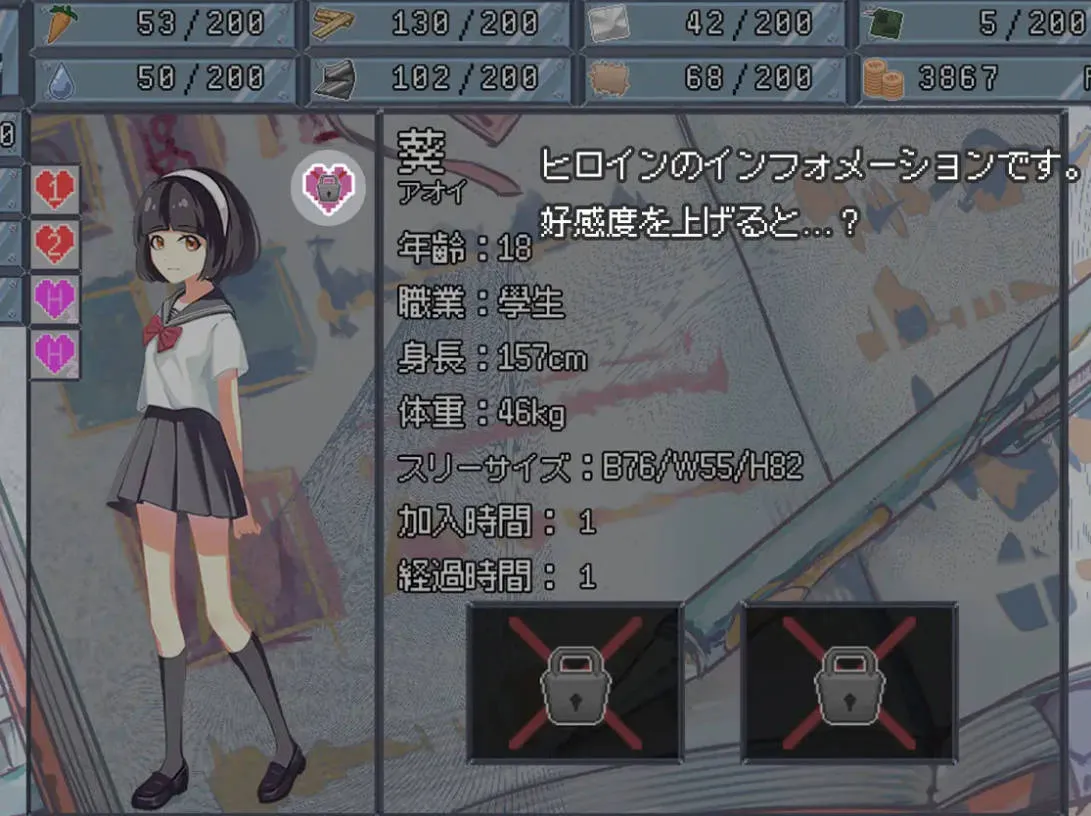 53/200 130/200 42/200 5/200
50/200 102/200 68/200 3867
0
1
2
H
H
葵
アオイ
ヒロインのインフォメーションです。
好感度を上げると...？
年齢：18
職業：學生
身長：157cm
体重：46kg
スリーサイズ：B76/W55/H82
加入時間： 1
経過時間： 1